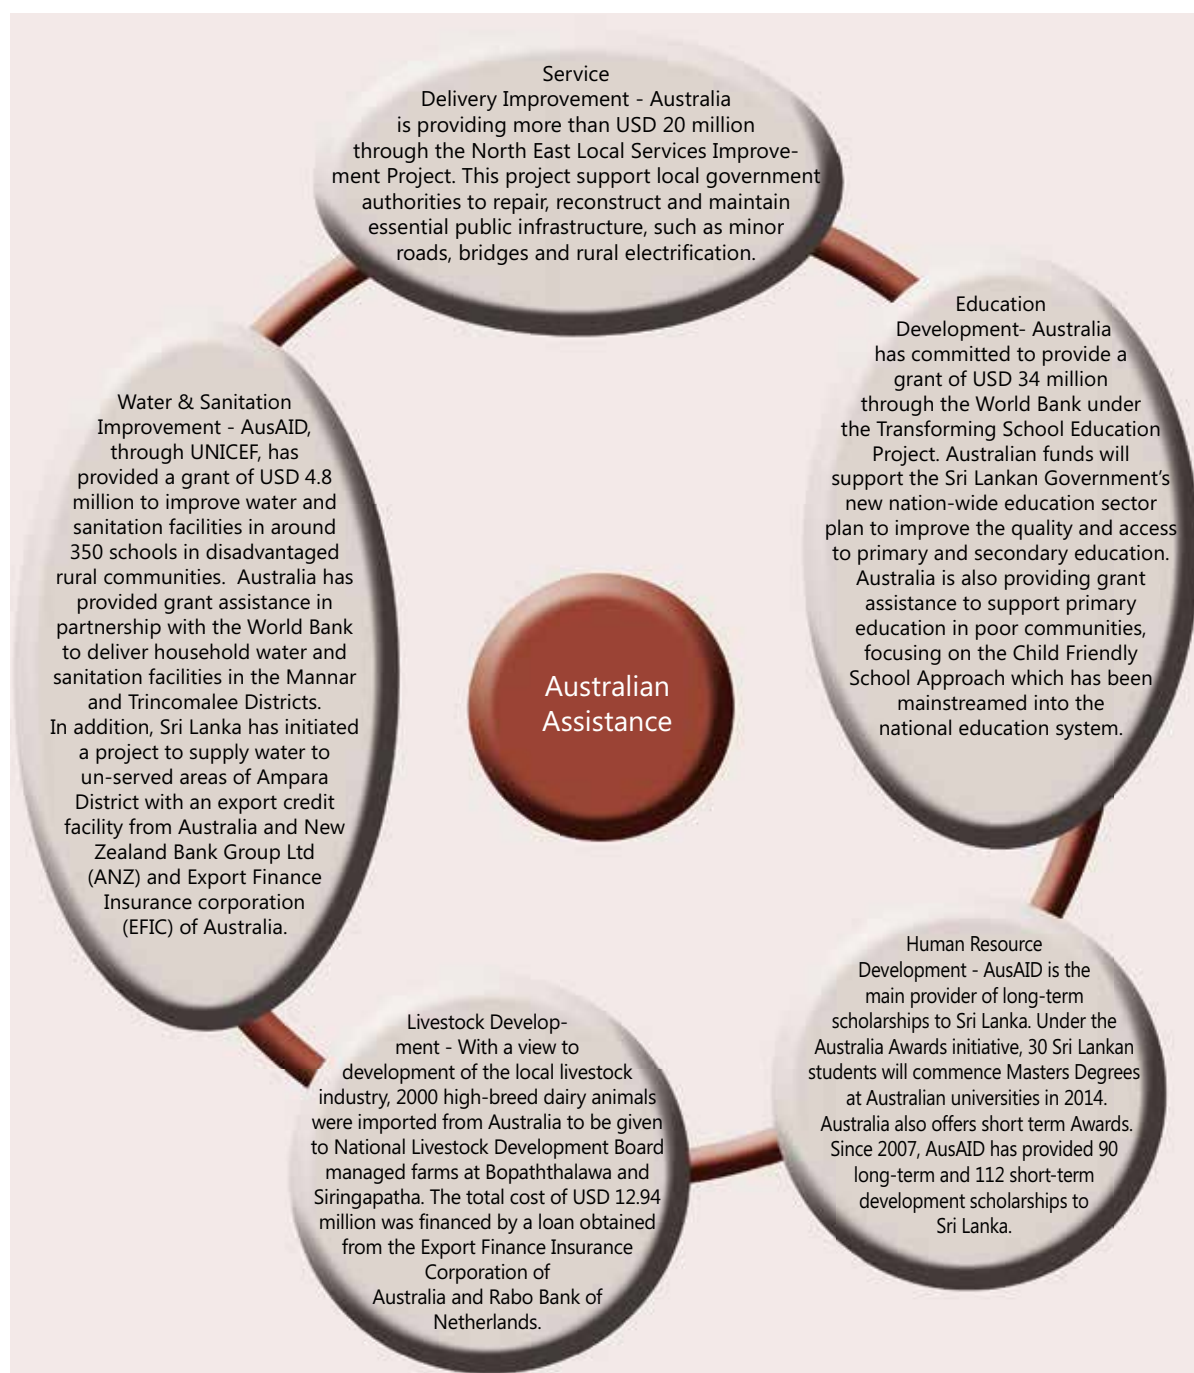 Service
Delivery Improvement - Australia
is providing more than USD 20 million
through the North East Local Services Improve-
ment Project. This project support local government
authorities to repair, reconstruct and maintain
essential public infrastructure, such as minor
roads, bridges and rural electrification.
Education
Development- Australia
has committed to provide a
grant of USD 34 million
through the World Bank under
the Transforming School Education
Project. Australian funds will
support the Sri Lankan Government's
new nation-wide education sector
plan to improve the quality and access
to primary and secondary education.
Australia is also providing grant
assistance to support primary
education in poor communities,
focusing on the Child Friendly
School Approach which has been
mainstreamed into the
national education system.
Water & Sanitation
Improvement - AusAID,
through UNICEF, has
provided a grant of USD 4.8
million to improve water and
sanitation facilities in around
350 schools in disadvantaged
rural communities.  Australia has
provided grant assistance in
partnership with the World Bank
to deliver household water and
sanitation facilities in the Mannar
and Trincomalee Districts.
In addition, Sri Lanka has initiated
a project to supply water to
un-served areas of Ampara
District with an export credit
facility from Australia and New
Zealand Bank Group Ltd
(ANZ) and Export Finance
Insurance corporation
(EFIC) of Australia.
Australian
Assistance
Human Resource
Development - AusAID is the
main provider of long-term
scholarships to Sri Lanka. Under the
Australia Awards initiative, 30 Sri Lankan
students will commence Masters Degrees
at Australian universities in 2014.
Australia also offers short term Awards.
Since 2007, AusAID has provided 90
long-term and 112 short-term
development scholarships to
Sri Lanka.
Livestock Develop-
ment - With a view to
development of the local livestock
industry, 2000 high-breed dairy animals
were imported from Australia to be given
to National Livestock Development Board
managed farms at Bopaththalawa and
Siringapatha. The total cost of USD 12.94
million was financed by a loan obtained
from the Export Finance Insurance
Corporation of
Australia and Rabo Bank of
Netherlands.